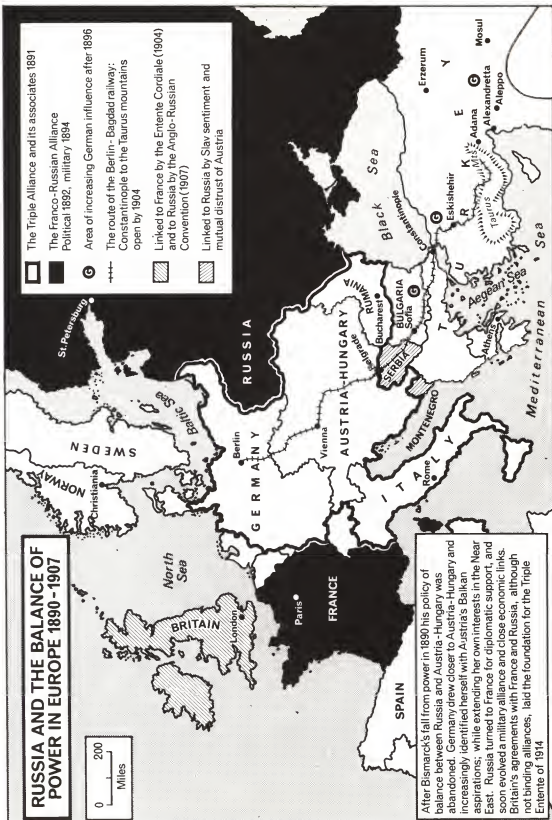 RUSSIA AND THE BALANCE OF
POWER IN EUROPE 1890-1907
0 200
Miles
The Triple Alliance and its associates 1891
The Franco-Russian Alliance
Political 1892, military 1894
G Area of increasing German influence after 1896
The route of the Berlin-Bagdad railway:
Constantinople to the Taurus mountains
open by 1904
Linked to France by the Entente Cordiale (1904)
and to Russia by the Anglo-Russian
Convention (1907)
Linked to Russia by Slav sentiment and
mutual distrust of Austria
NORWAY
SWEDEN
Christiania
St.Petersburg
Baltic Sea
North
Sea
BRITAIN
London
RUSSIA
Berlin
GERMANY
Paris
FRANCE
Vienna
AUSTRIA-HUNGARY
SPAIN
ITALY
Rome
MONTENEGRO
SERBIA
Belgrade
RUMANIA
Bucharest
BULGARIA
Sofia
G
Black
Sea
Constantinople
G
Eskishehir
TURKEY
Erzerum
Mosul
G
Adana
Alexandretta
Aleppo
Taurus
Mts
Athens
Aegean Sea
Mediterranean
Sea
After Bismarck's fall from power in 1890 his policy of
balance between Russia and Austria-Hungary was
abandoned. Germany drew closer to Austria-Hungary and
increasingly identified herself with Austria's Balkan
aspirations; while extending her own interests in the Near
East. Russia turned to France for diplomatic support, and
soon evolved a military alliance and close economic links.
Britain's agreements with France and Russia, although
not binding alliances, laid the foundation for the Triple
Entente of 1914